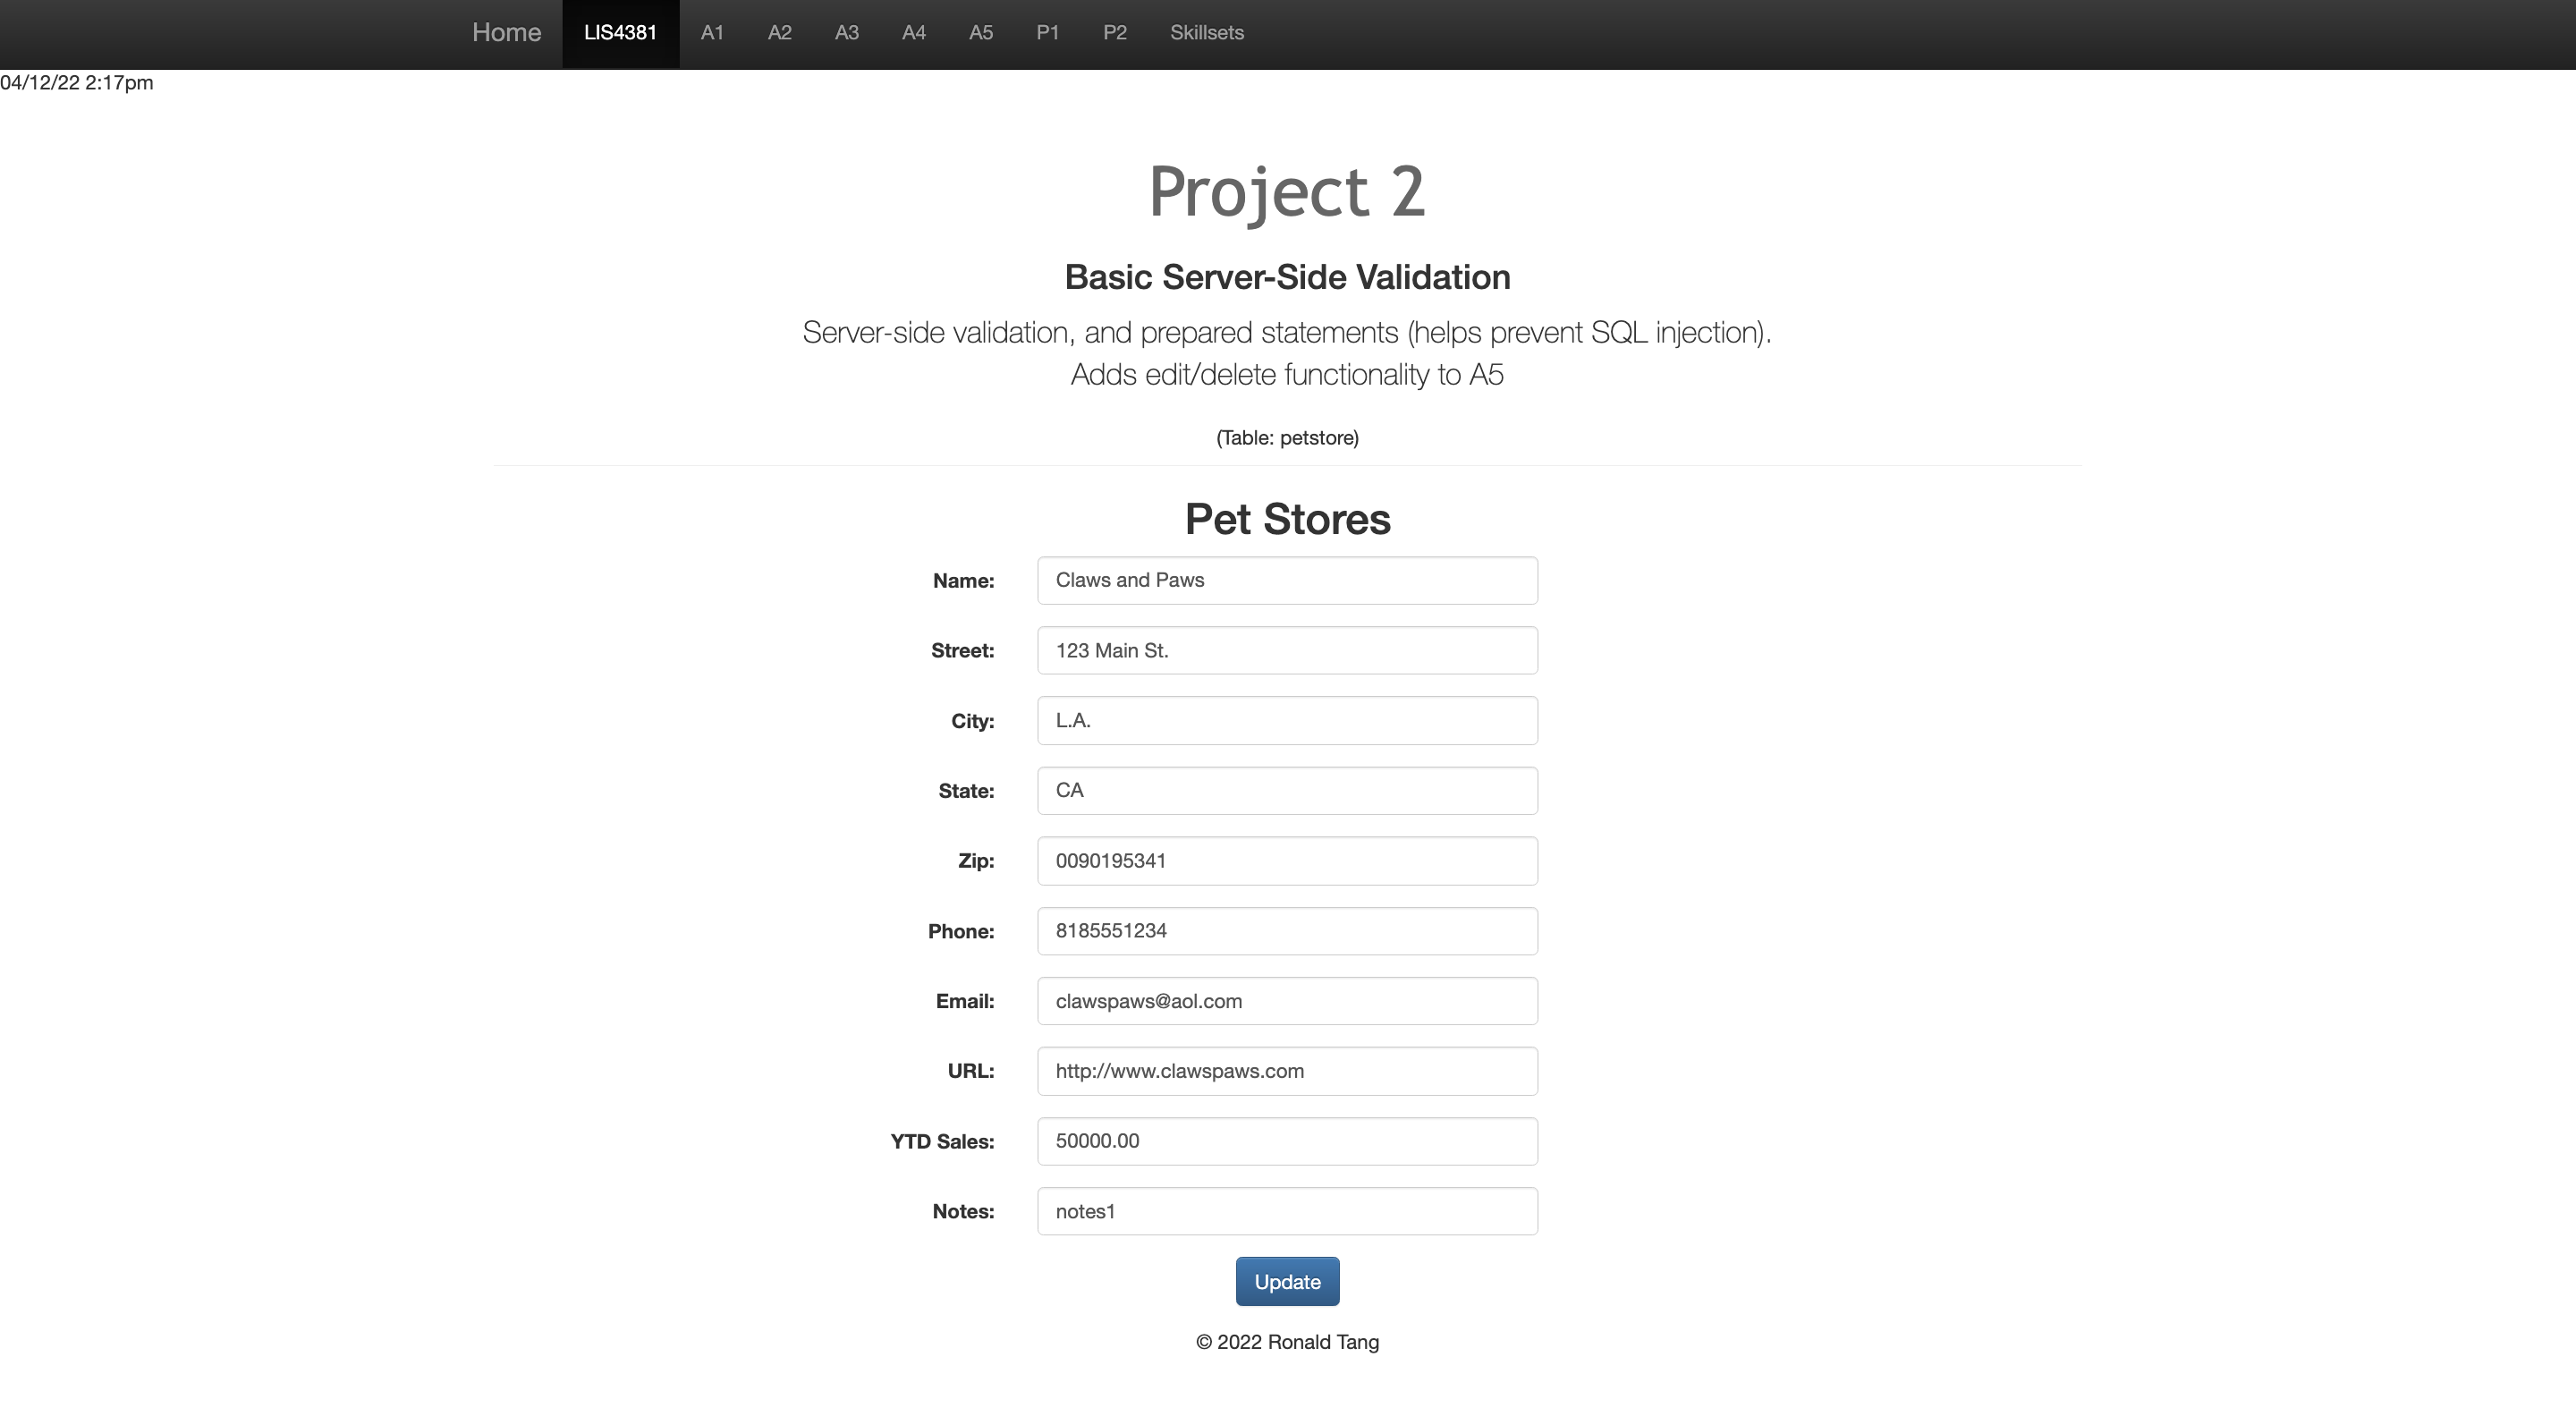 Home LIS4381 A1 A2 A3 A4 A5 P1 P2 Skillsets
04/12/22 2:17pm
Project 2
Basic Server-Side Validation
Server-side validation, and prepared statements (helps prevent SQL injection).
Adds edit/delete functionality to A5
(Table: petstore)
Pet Stores
Name: Claws and Paws
Street: 123 Main St.
City: L.A.
State: CA
Zip: 0090195341
Phone: 8185551234
Email: clawspaws@aol.com
URL: http://www.clawspaws.com
YTD Sales: 50000.00
Notes: notes1
Update
© 2022 Ronald Tang